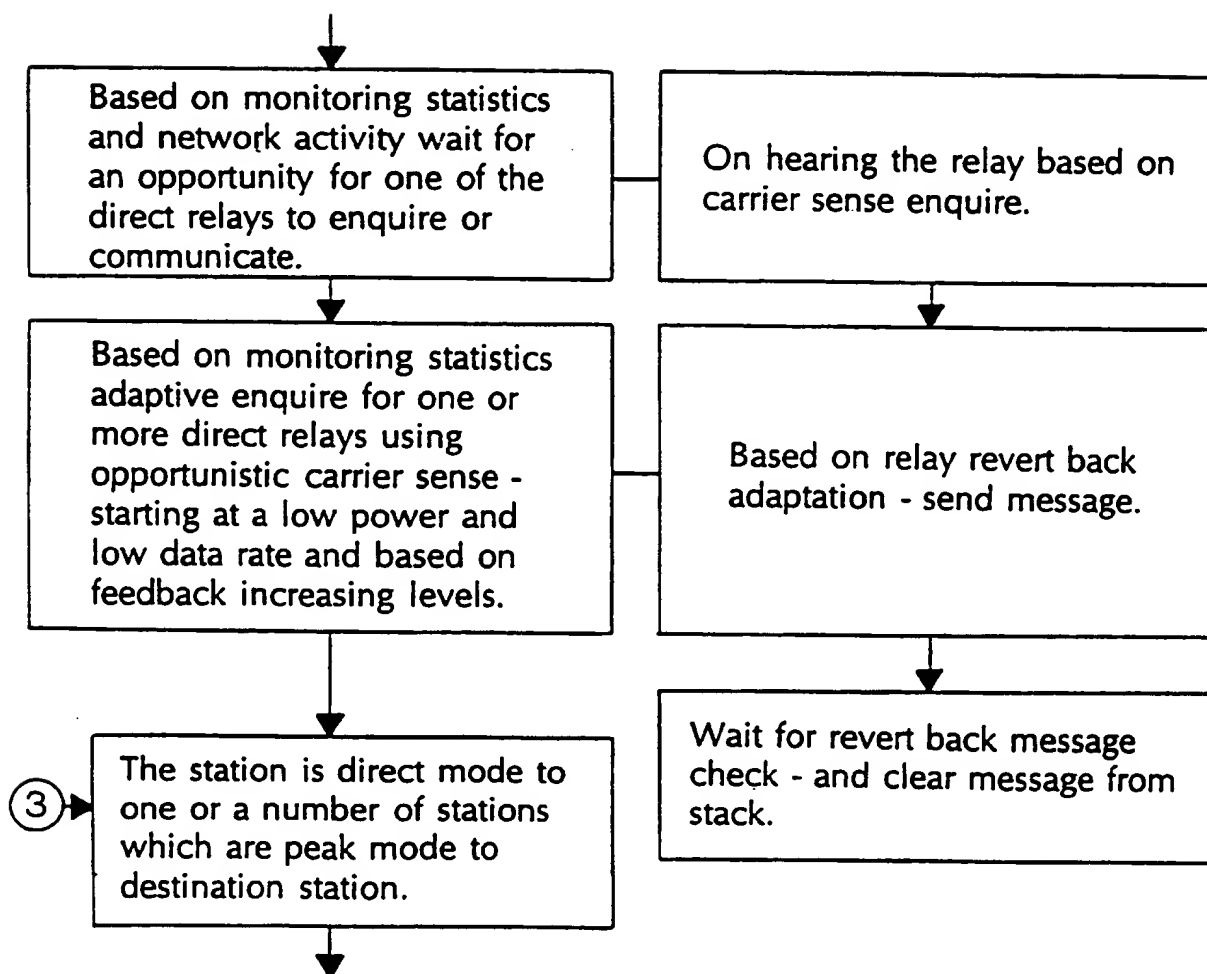 Based on monitoring statistics
and network activity wait for
an opportunity for one of the
direct relays to enquire or
communicate.
On hearing the relay based on
carrier sense enquire.
Based on monitoring statistics
adaptive enquire for one or
more direct relays using
opportunistic carrier sense -
starting at a low power and
low data rate and based on
feedback increasing levels.
Based on relay revert back
adaptation - send message.
3
The station is direct mode to
one or a number of stations
which are peak mode to
destination station.
Wait for revert back message
check - and clear message from
stack.